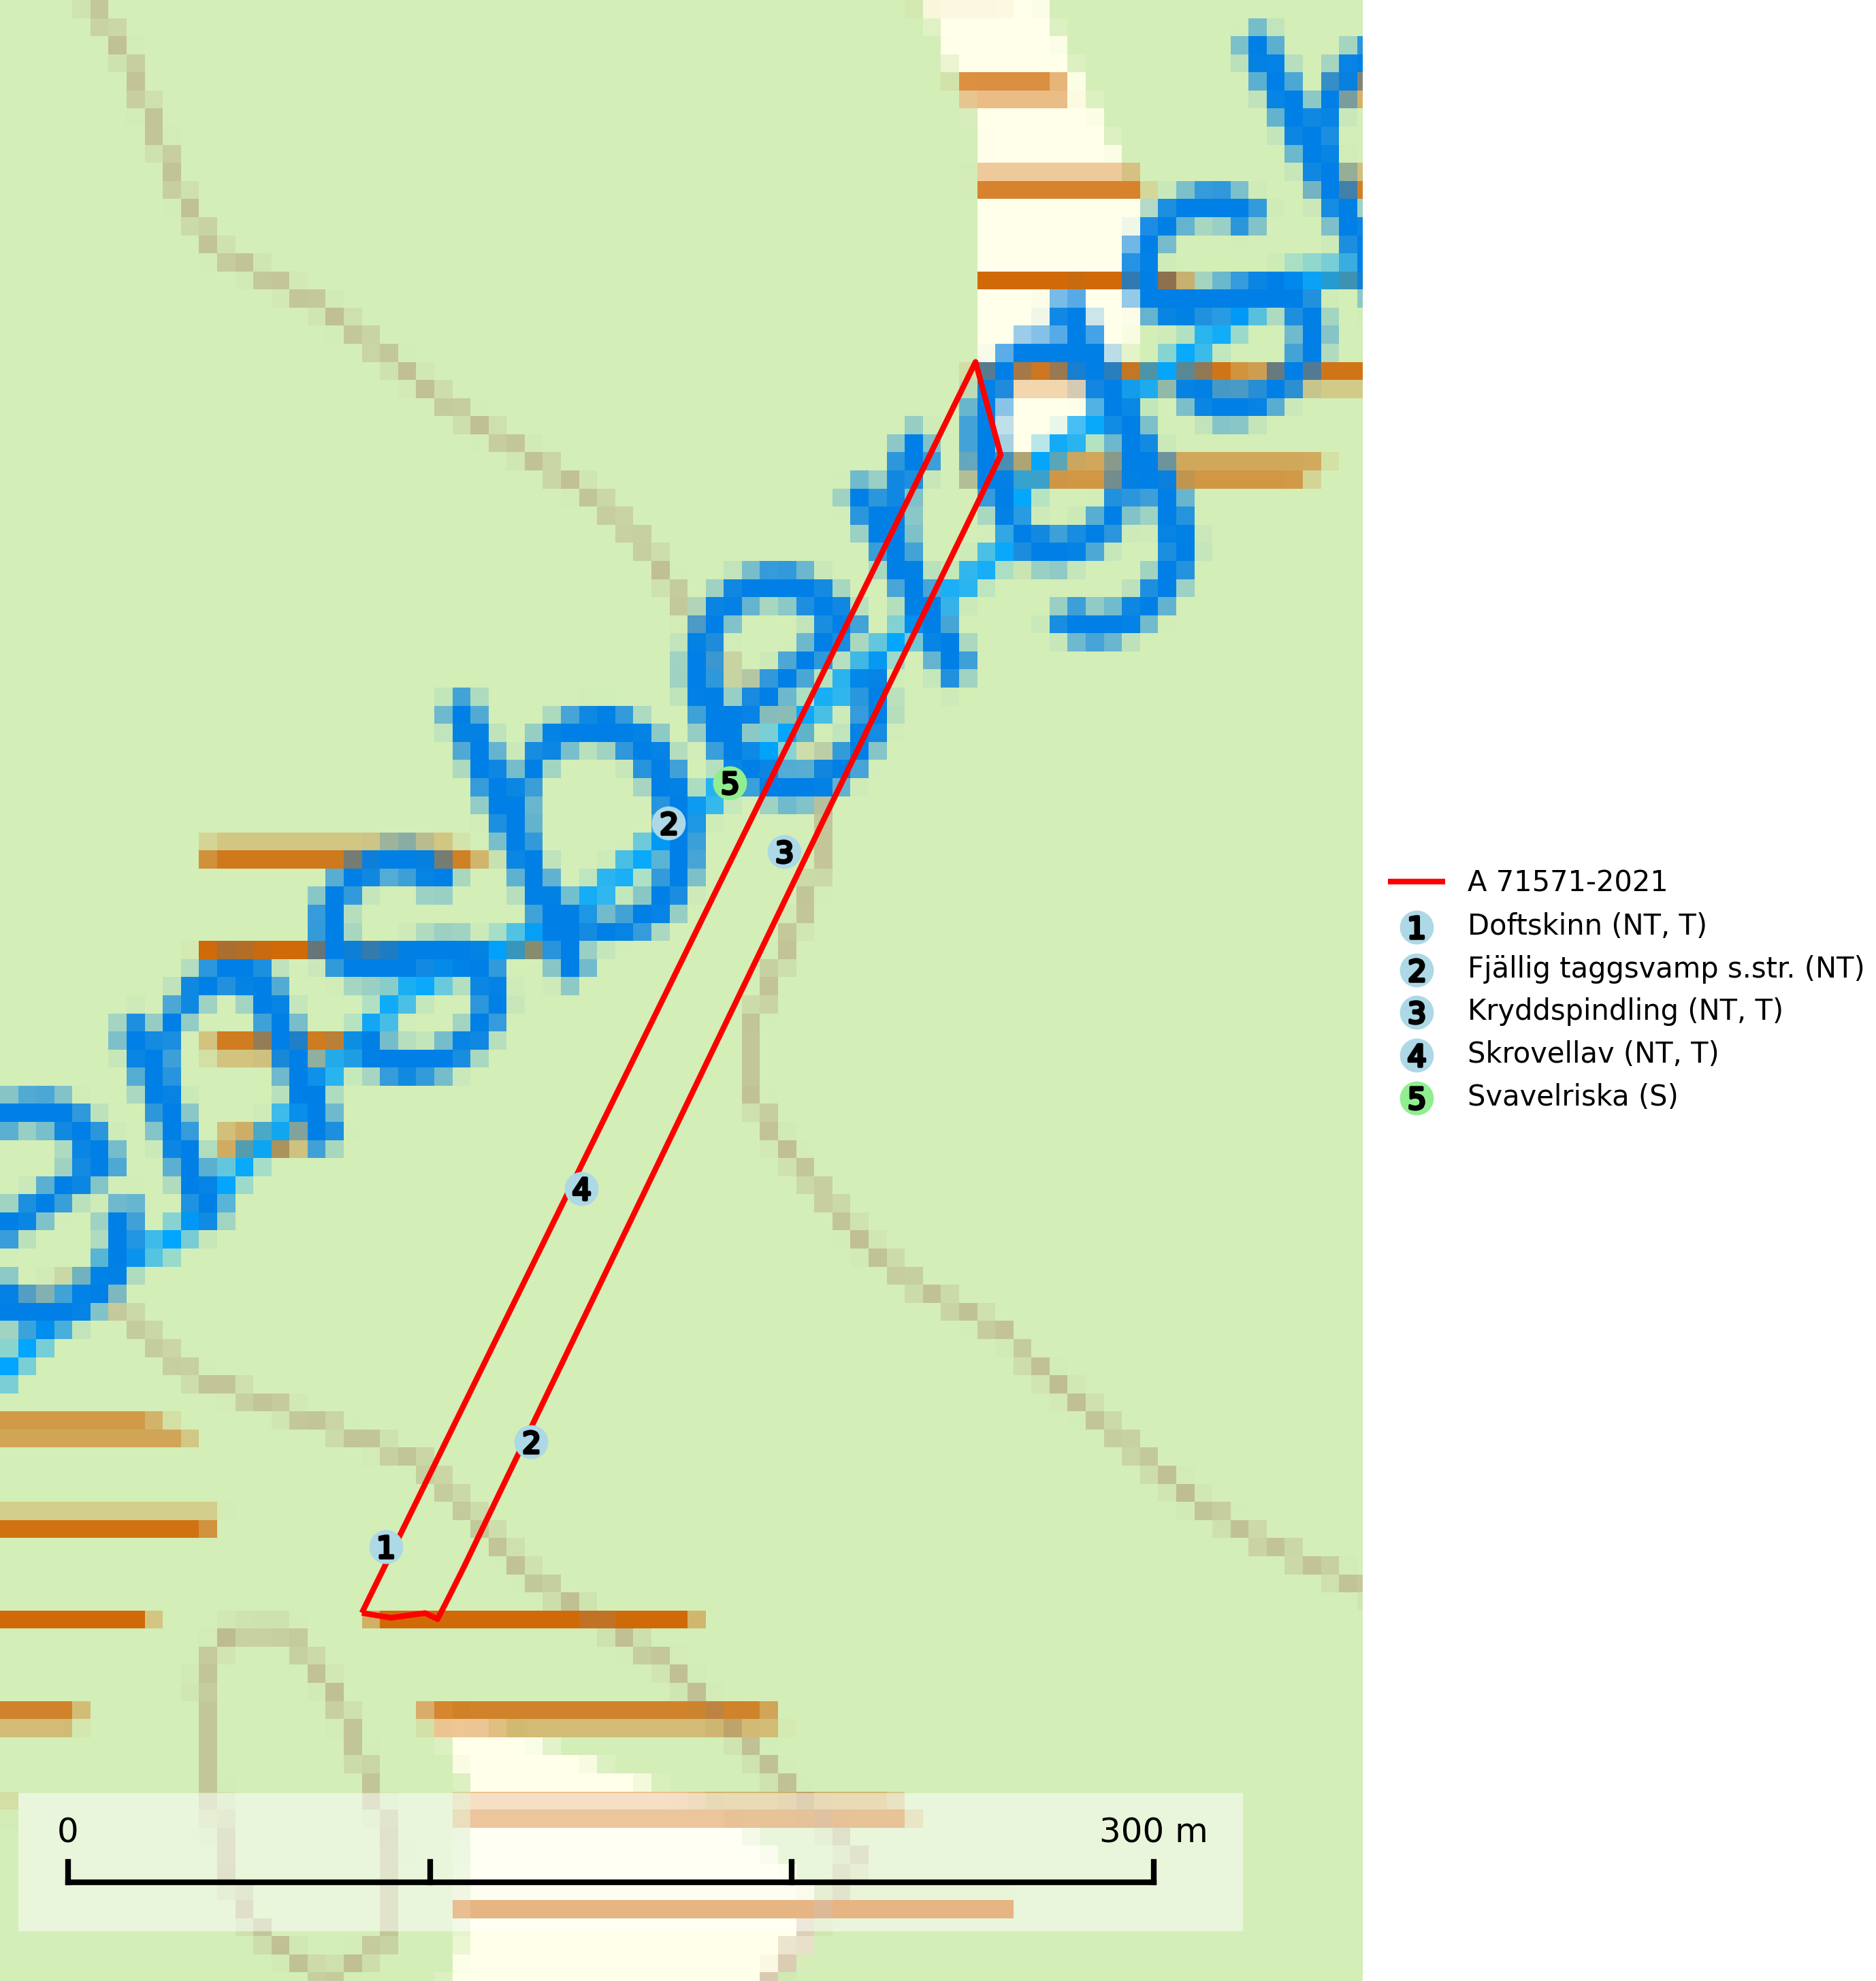 5
2
3
4
2
1
0 300 m
A 71571-2021
1 Doftskinn (NT, T)
2 Fjällig taggsvamp s.str. (NT)
3 Kryddspindling (NT, T)
4 Skrovellav (NT, T)
5 Svavelriska (S)